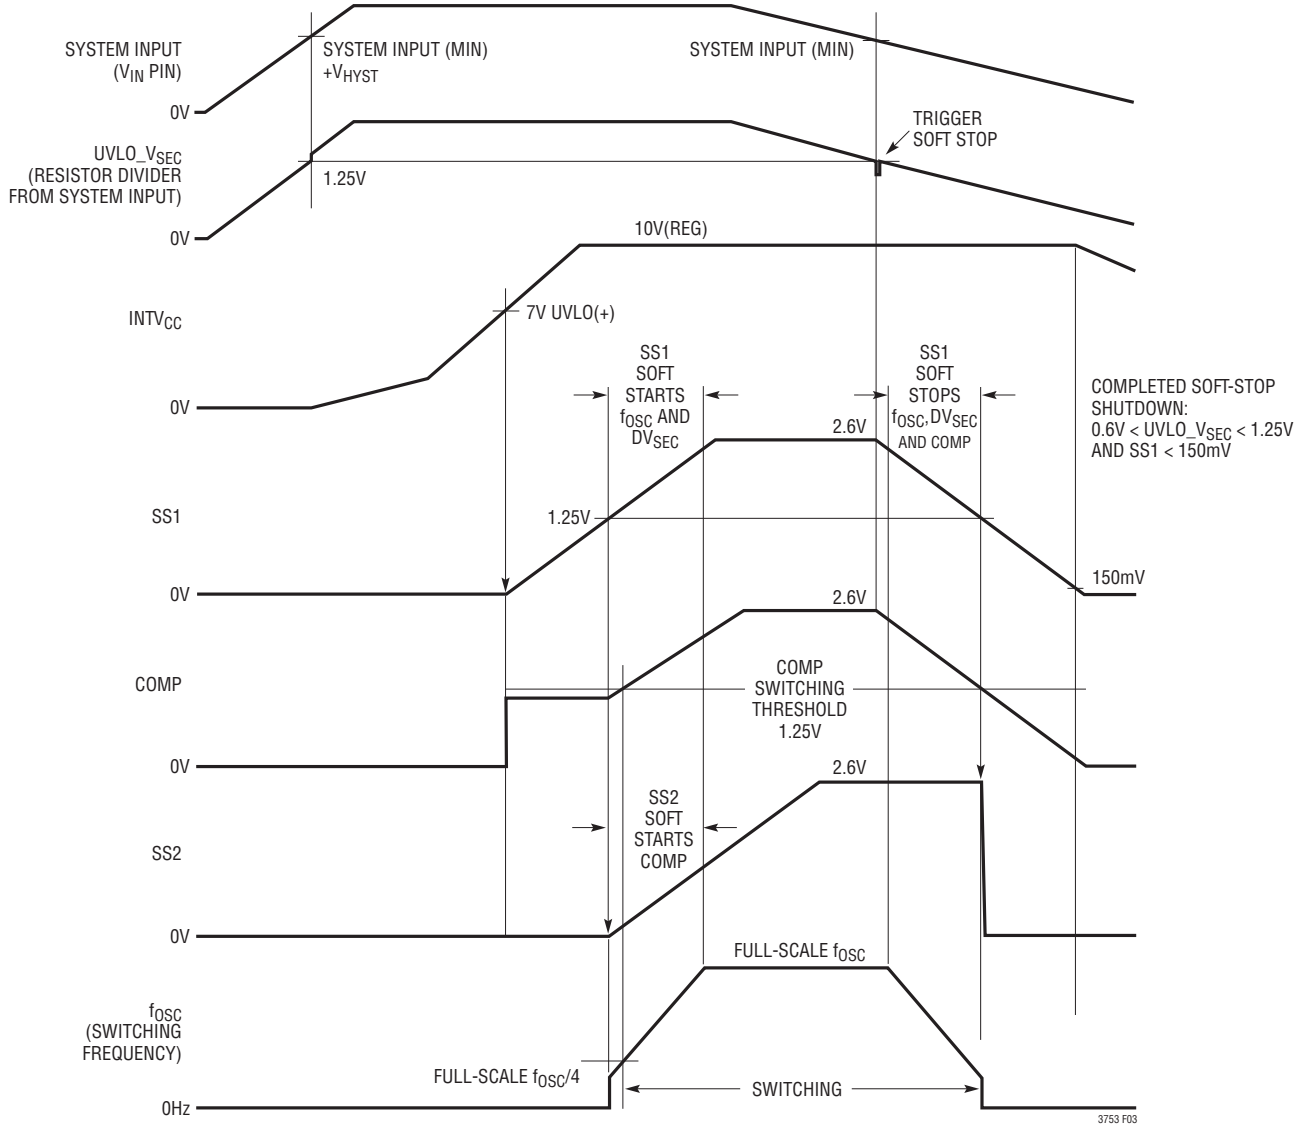 SYSTEM INPUT
(VIN PIN)
0V
SYSTEM INPUT (MIN)
+VHYST
SYSTEM INPUT (MIN)
UVLO_VSEC
(RESISTOR DIVIDER
FROM SYSTEM INPUT)
0V
1.25V
TRIGGER
SOFT STOP
INTVCC
0V
10V(REG)
7V UVLO(+)
SS1
SOFT
STARTS
fOSC AND
DVSEC
SS1
SOFT
STOPS
fOSC, DVSEC
AND COMP
COMPLETED SOFT-STOP
SHUTDOWN:
0.6V < UVLO_VSEC < 1.25V
AND SS1 < 150mV
SS1
0V
1.25V
2.6V
150mV
COMP
0V
2.6V
COMP
SWITCHING
THRESHOLD
1.25V
SS2
0V
2.6V
SS2
SOFT
STARTS
COMP
fOSC
(SWITCHING
FREQUENCY)
0Hz
FULL-SCALE fOSC
FULL-SCALE fOSC/4
SWITCHING
3753 F03